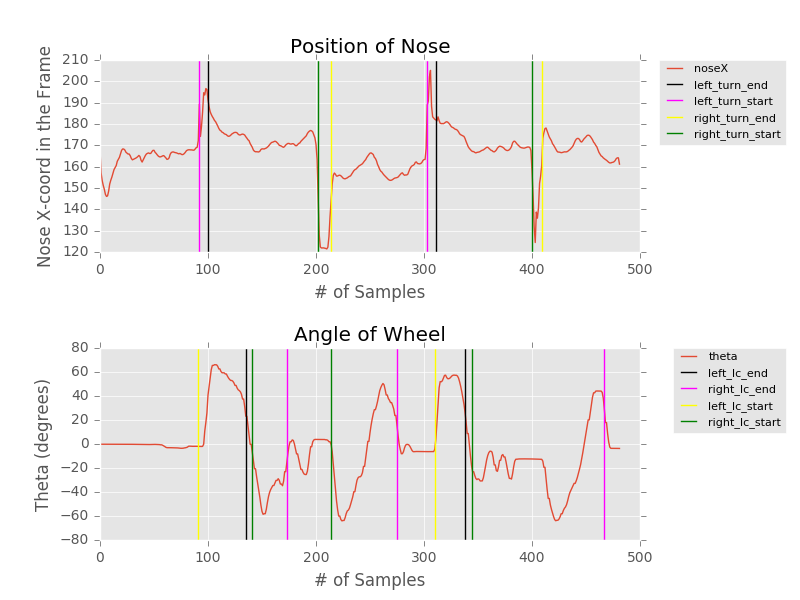 Position of Nose
Nose X-coord in the Frame
210
200
190
180
170
160
150
140
130
120
0 100 200 300 400 500
# of Samples
noseX
left_turn_end
left_turn_start
right_turn_end
right_turn_start
Angle of Wheel
Theta (degrees)
80
60
40
20
0
−20
−40
−60
−80
0 100 200 300 400 500
# of Samples
theta
left_lc_end
right_lc_end
left_lc_start
right_lc_start